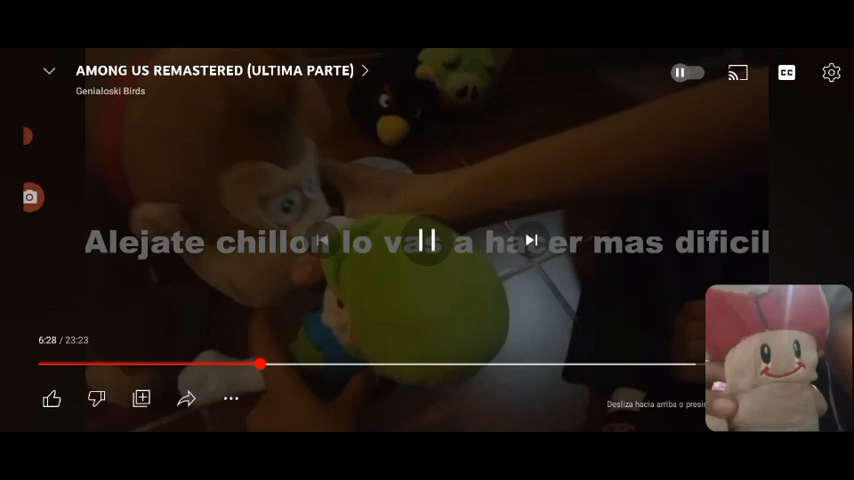 AMONG US REMASTERED (ULTIMA PARTE)
Genialoski Birds
CC
Alejate chillon lo vas a hacer mas dificil
6:28 / 23:23
Desliza hacia arriba o